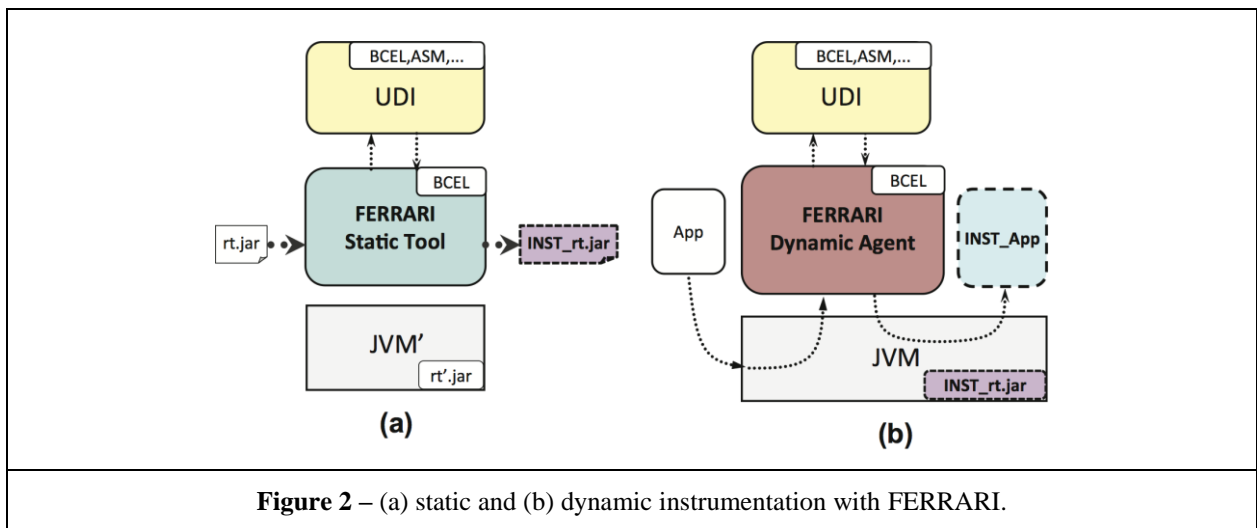 BCEL,ASM,...
UDI
BCEL
FERRARI
Static Tool
rt.jar
INST_rt.jar
JVM’
rt’.jar
(a)
BCEL,ASM,...
UDI
BCEL
FERRARI
Dynamic Agent
App
INST_App
JVM
INST_rt.jar
(b)
Figure 2 – (a) static and (b) dynamic instrumentation with FERRARI.